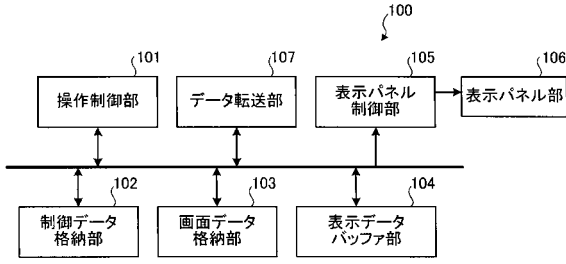 100
101
107
105
106
操作制御部
データ転送部
表示パネル
制御部
表示パネル部
102
103
104
制御データ
格納部
画面データ
格納部
表示データ
バッファ部